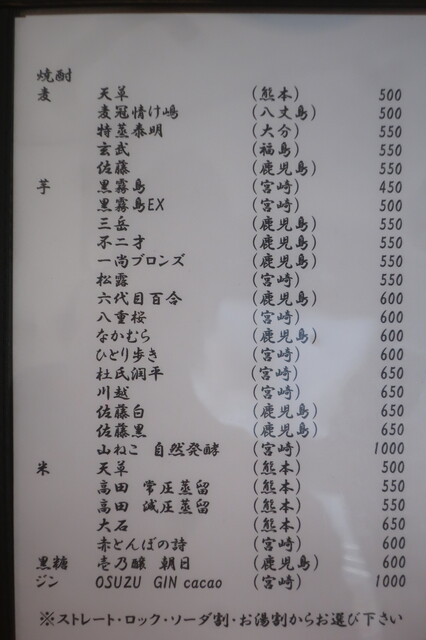 焼酎
麦 天草 (熊本) 500
麦冠情け嶋 (八丈島) 500
特蒸泰明 (大分) 550
玄武 (福島) 550
佐藤 (鹿児島) 550
芋 黒霧島 (宮崎) 450
黒霧島EX (宮崎) 500
三岳 (鹿児島) 550
不二才 (鹿児島) 550
一尚ブロンズ (鹿児島) 550
松露 (宮崎) 550
六代目百合 (鹿児島) 600
八重桜 (宮崎) 600
なかむら (鹿児島) 600
ひとり歩き (宮崎) 600
杜氏潤平 (宮崎) 650
川越 (宮崎) 650
佐藤白 (鹿児島) 650
佐藤黒 (鹿児島) 650
山ねこ 自然発酵 (宮崎) 1000
米 天草 (熊本) 500
高田 常圧蒸留 (熊本) 550
高田 減圧蒸留 (熊本) 550
大石 (熊本) 650
赤とんぼの詩 (宮崎) 600
黒糖 壱乃醸 朝日 (鹿児島) 600
ジン OSUZU GIN cacao (宮崎) 1000
※ストレート・ロック・ソーダ割・お湯割からお選び下さい